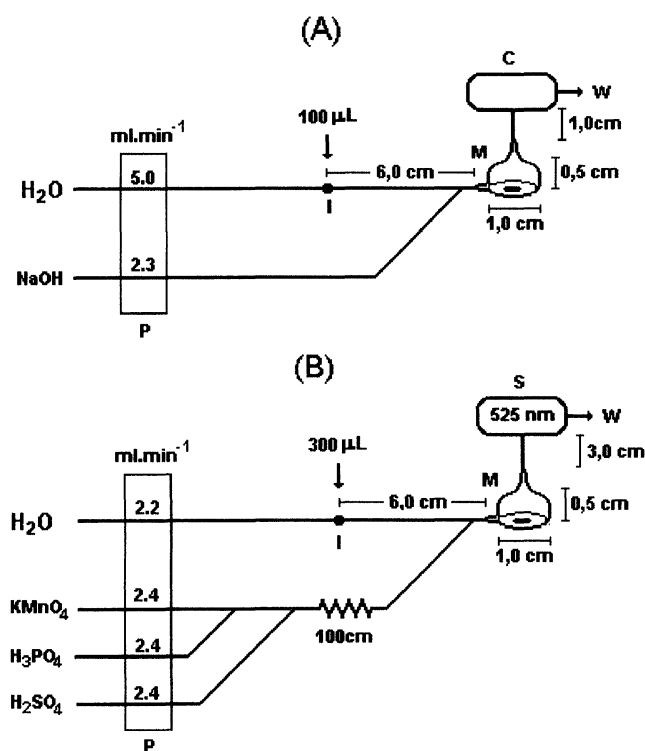 (A)
C
W
100 µL
1,0cm
ml.min-1
M
6,0 cm
0,5 cm
H2O
5.0
I
1,0 cm
NaOH
2.3
P
(B)
S
525 nm
W
ml.min-1
300 µL
3,0 cm
M
6,0 cm
0,5 cm
H2O
2.2
I
1,0 cm
KMnO4
2.4
100cm
H3PO4
2.4
H2SO4
2.4
P